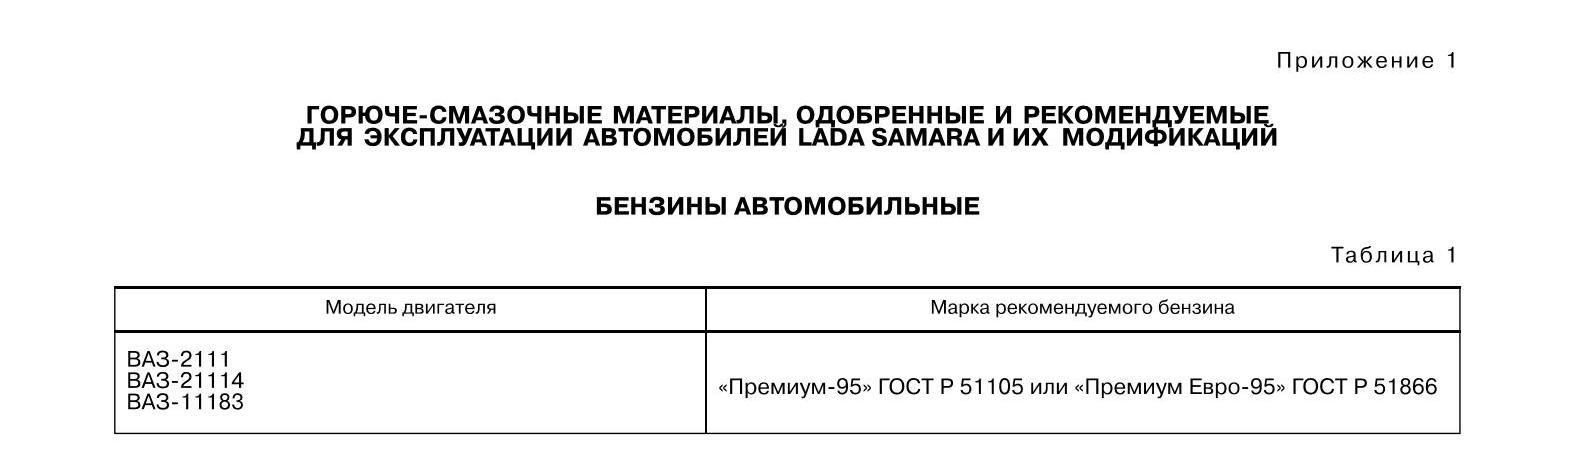 Приложение 1
ГОРЮЧЕ-СМАЗОЧНЫЕ МАТЕРИАЛЫ, ОДОБРЕННЫЕ И РЕКОМЕНДУЕМЫЕ
ДЛЯ ЭКСПЛУАТАЦИИ АВТОМОБИЛЕЙ LADA SAMARA И ИХ МОДИФИКАЦИЙ
БЕНЗИНЫ АВТОМОБИЛЬНЫЕ
Таблица 1
Модель двигателя
Марка рекомендуемого бензина
ВАЗ-2111
ВАЗ-21114
ВАЗ-11183
«Премиум-95» ГОСТ Р 51105 или «Премиум Евро-95» ГОСТ Р 51866